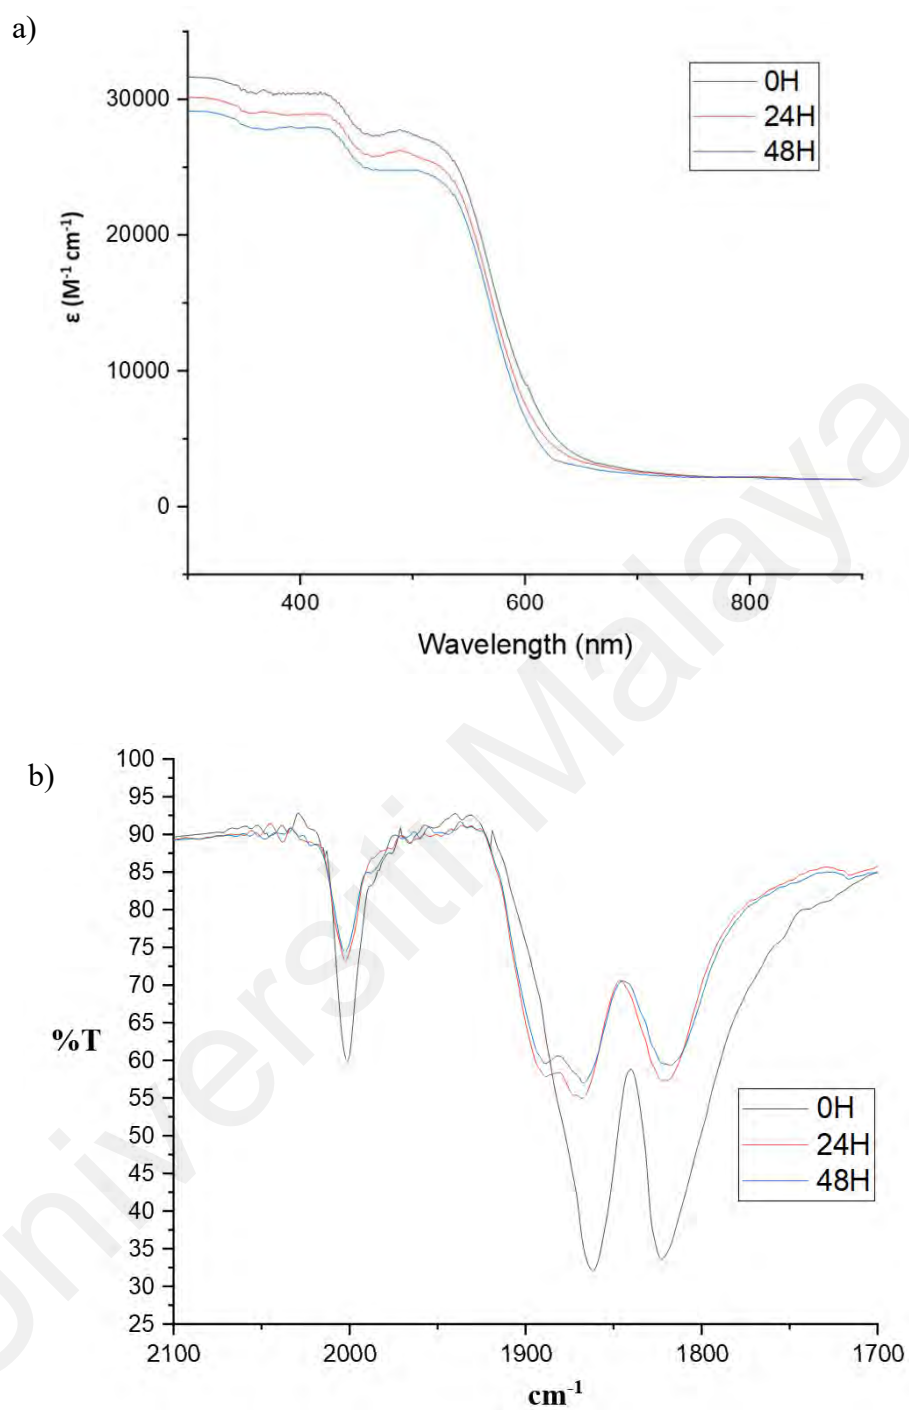 a)
30000
20000
10000
0
ε (M⁻¹ cm⁻¹)
0H
24H
48H
400
600
800
Wavelength (nm)
b)
100
95
90
85
80
75
70
65
60
55
50
45
40
35
30
25
%T
0H
24H
48H
2100
2000
1900
1800
1700
cm⁻¹
Universiti Malaya